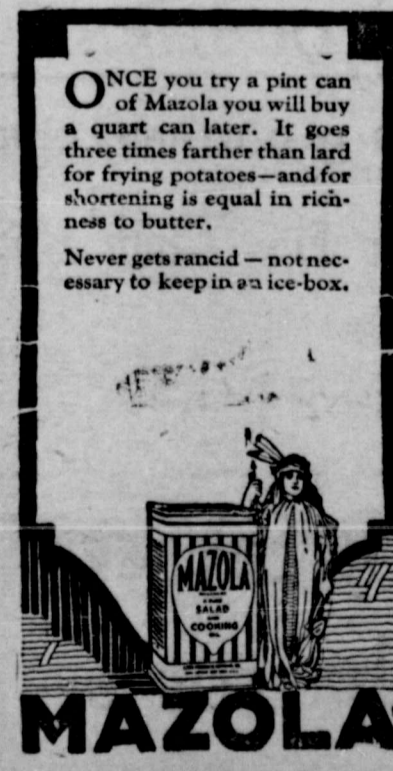 ONCE you try a pint can
of Mazola you will buy
a quart can later. It goes
three times farther than lard
for frying potatoes—and for
shortening is equal in rich-
ness to butter.
Never gets rancid — not nec-
essary to keep in an ice-box.
MAZOLA
SALAD
AND
COOKING
OIL
MAZOLA